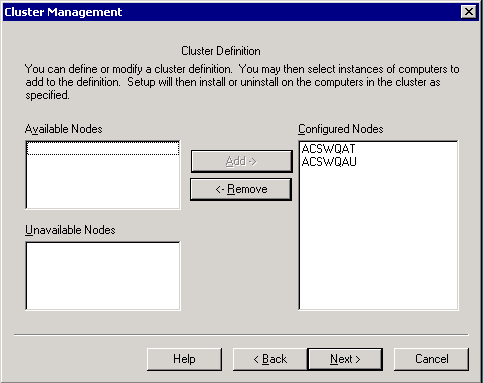 Cluster Management
Cluster Definition
You can define or modify a cluster definition. You may then select instances of computers to
add to the definition. Setup will then install or uninstall on the computers in the cluster as
specified.
Available Nodes
Configured Nodes
Add ->
ACSWQAT
ACSWQAU
<- Remove
Unavailable Nodes
Help
< Back
Next >
Cancel